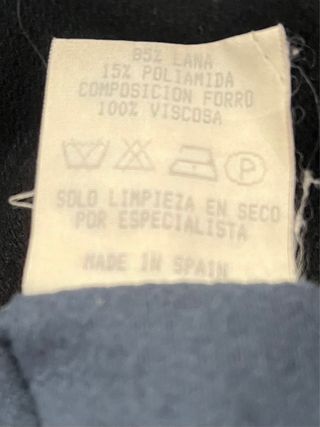 85% LANA
15% POLIAMIDA
COMPOSICION FORRO
100% VISCOSA
P
SOLO LIMPIEZA EN SECO
POR ESPECIALISTA
MADE IN SPAIN